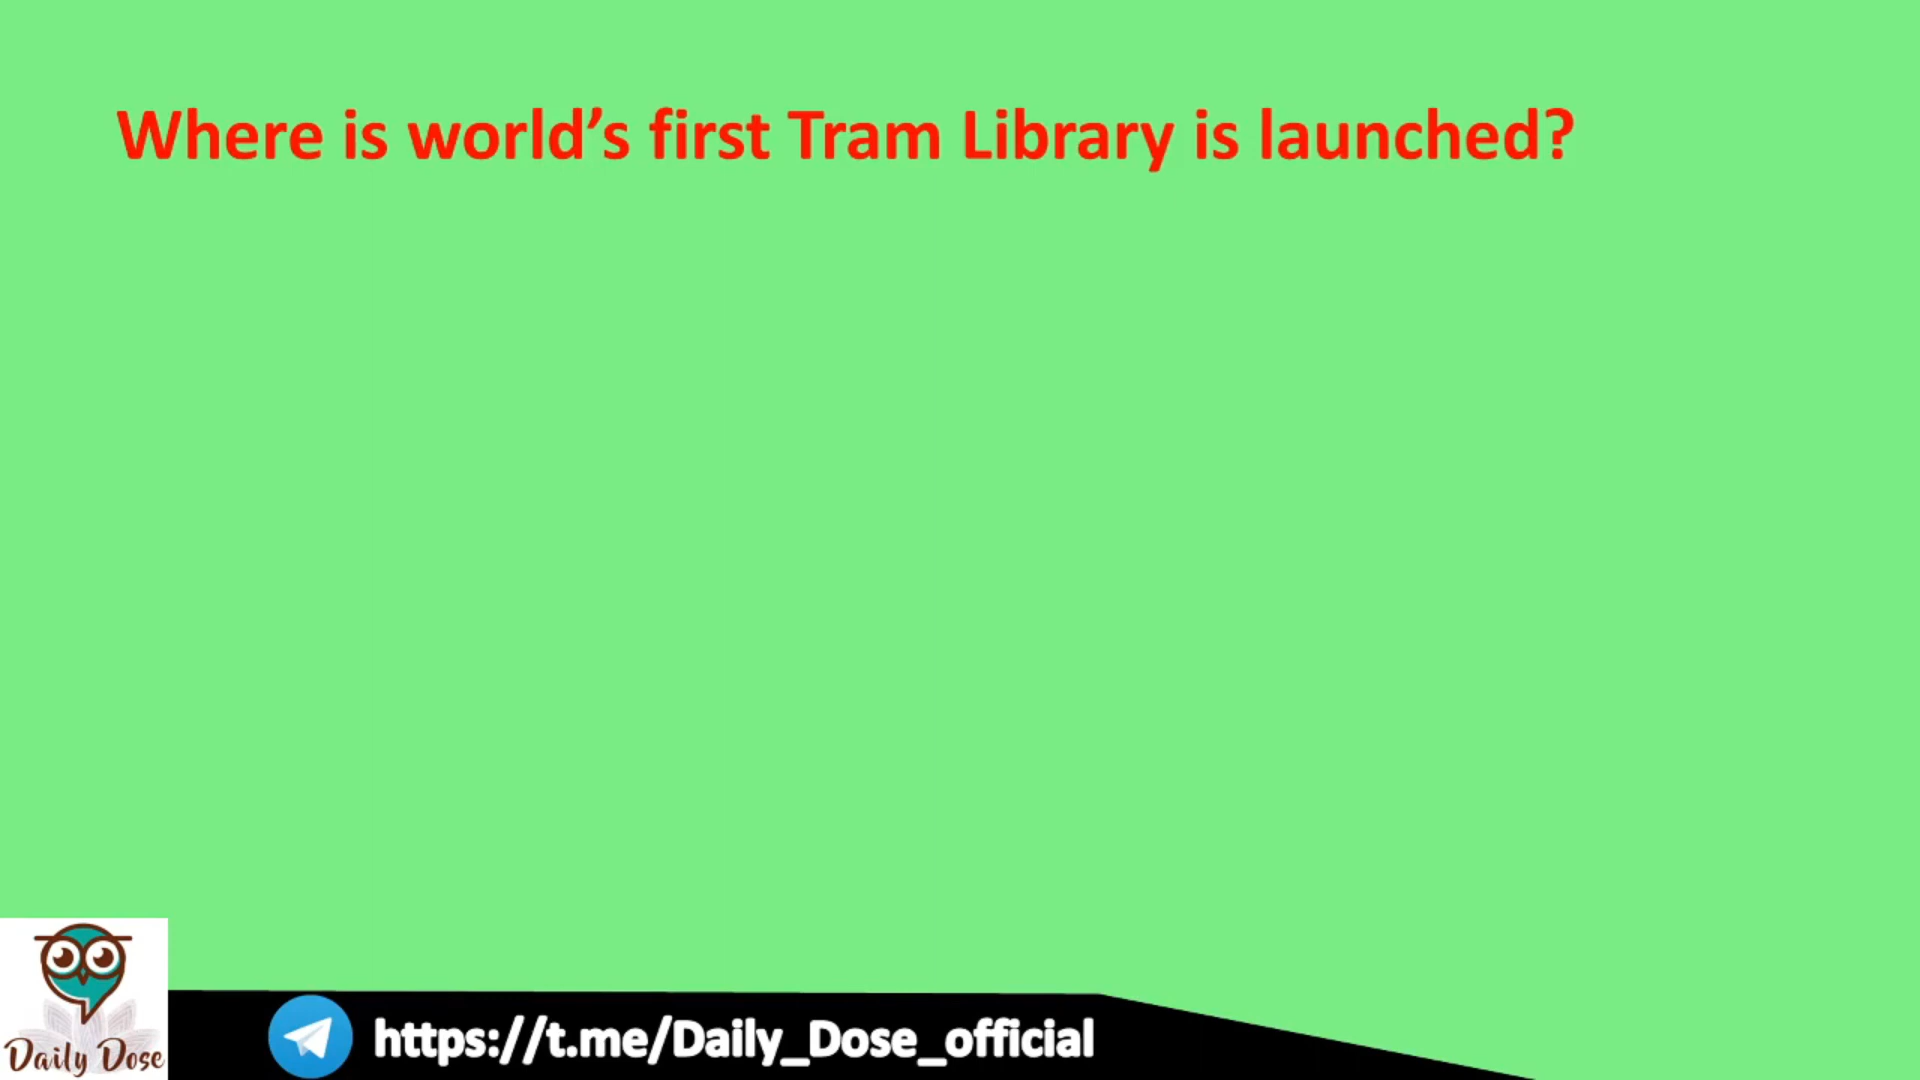 Where is world’s first Tram Library is launched?
https://t.me/Daily_Dose_official
Daily Dose